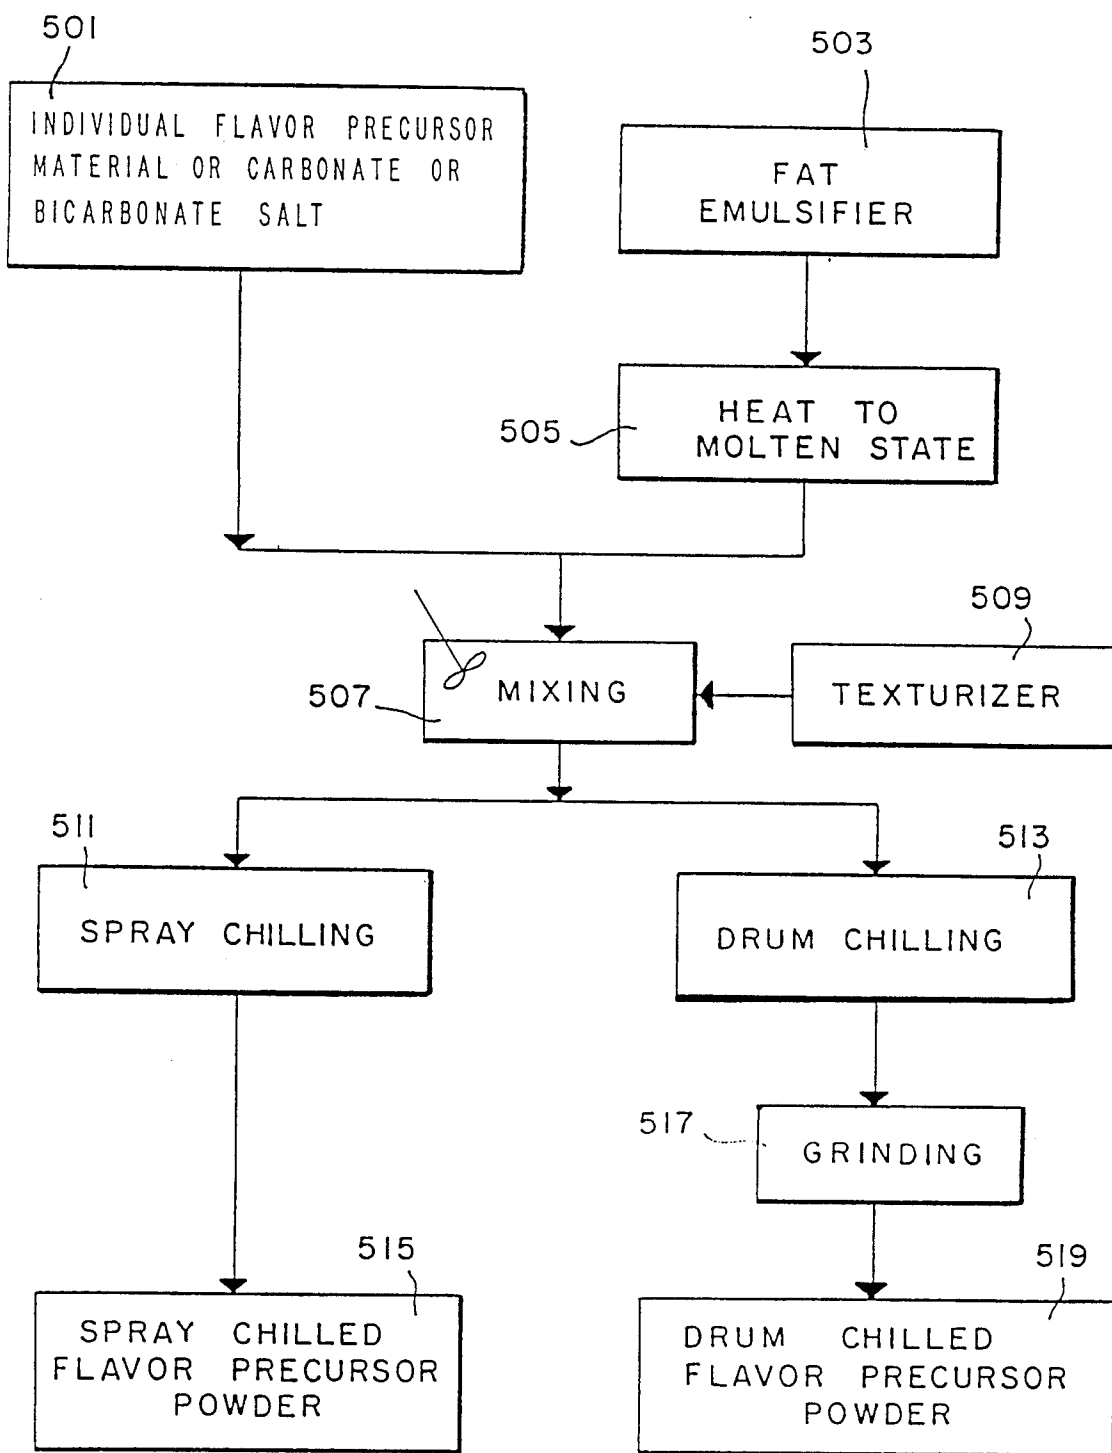 501
INDIVIDUAL FLAVOR PRECURSOR
MATERIAL OR CARBONATE OR
BICARBONATE SALT
503
FAT
EMULSIFIER
505
HEAT TO
MOLTEN STATE
507
MIXING
509
TEXTURIZER
511
SPRAY CHILLING
513
DRUM CHILLING
517
GRINDING
515
SPRAY CHILLED
FLAVOR PRECURSOR
POWDER
519
DRUM CHILLED
FLAVOR PRECURSOR
POWDER